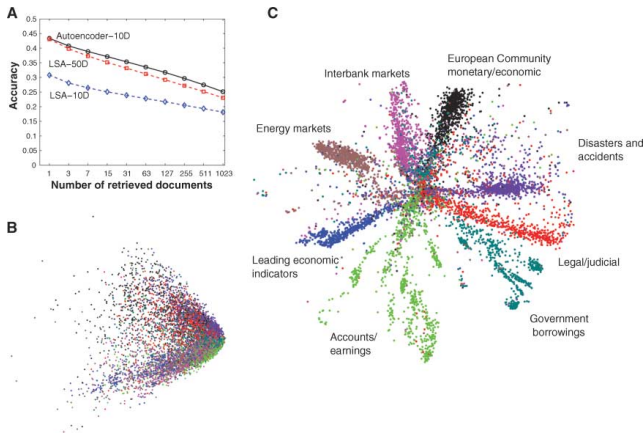 A
0.5
0.45
0.4
0.35
0.3
0.25
0.2
0.15
0.1
0.05
0
Accuracy
Autoencoder−10D
LSA−50D
LSA−10D
1 3 7 15 31 63 127 255 511 1023
Number of retrieved documents
B
C
Interbank markets
European Community
monetary/economic
Energy markets
Disasters and
accidents
Leading economic
indicators
Legal/judicial
Government
borrowings
Accounts/
earnings